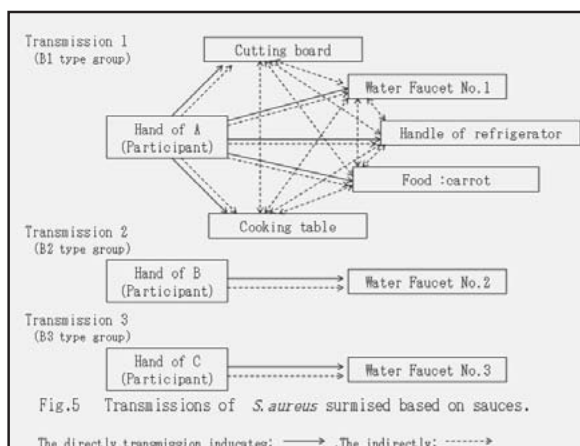 Transmission 1
(B1 type group)
Cutting board
Water Faucet No.1
Hand of A
(Participant)
Handle of refrigerator
Food :carrot
Cooking table
Transmission 2
(B2 type group)
Hand of B
(Participant)
Water Faucet No.2
Transmission 3
(B3 type group)
Hand of C
(Participant)
Water Faucet No.3
Fig.5 Transmissions of S.aureus surmised based on sauces.
The directly transmission inducates: .The indirectly: